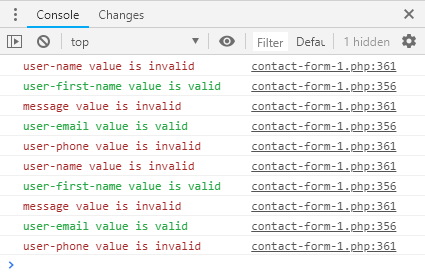 Console Changes
top Filter Defau 1 hidden
user-name value is invalid contact-form-1.php:361
user-first-name value is valid contact-form-1.php:356
message value is invalid contact-form-1.php:361
user-email value is valid contact-form-1.php:356
user-phone value is invalid contact-form-1.php:361
user-name value is invalid contact-form-1.php:361
user-first-name value is valid contact-form-1.php:356
message value is invalid contact-form-1.php:361
user-email value is valid contact-form-1.php:356
user-phone value is invalid contact-form-1.php:361